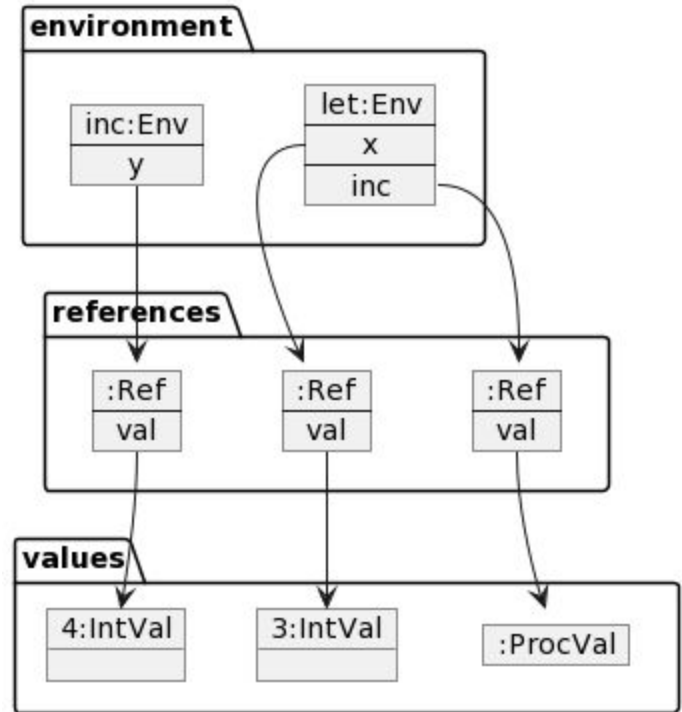 environment
inc:Env
y
let:Env
x
inc
references
:Ref
val
:Ref
val
:Ref
val
values
4:IntVal
3:IntVal
:ProcVal